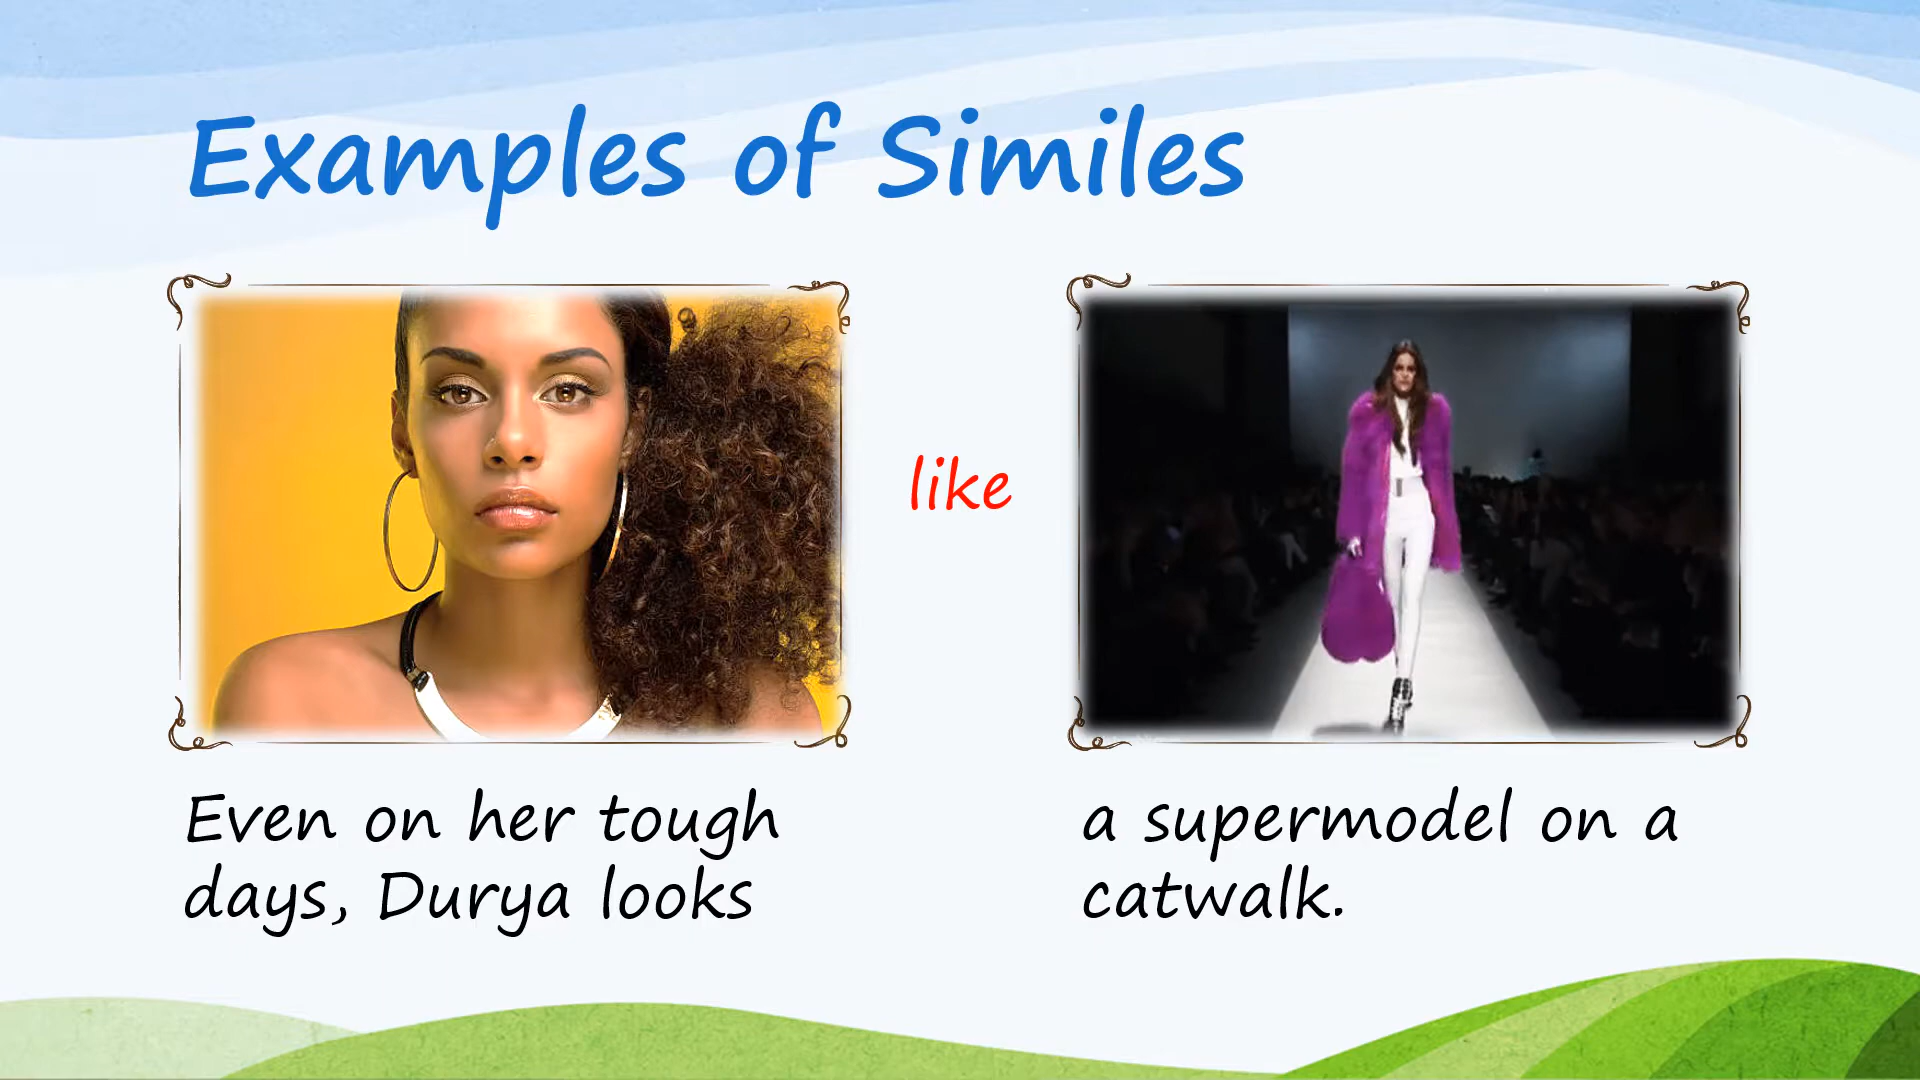 Examples of Similes
like
Even on her tough
days, Durya looks
a supermodel on a
catwalk.